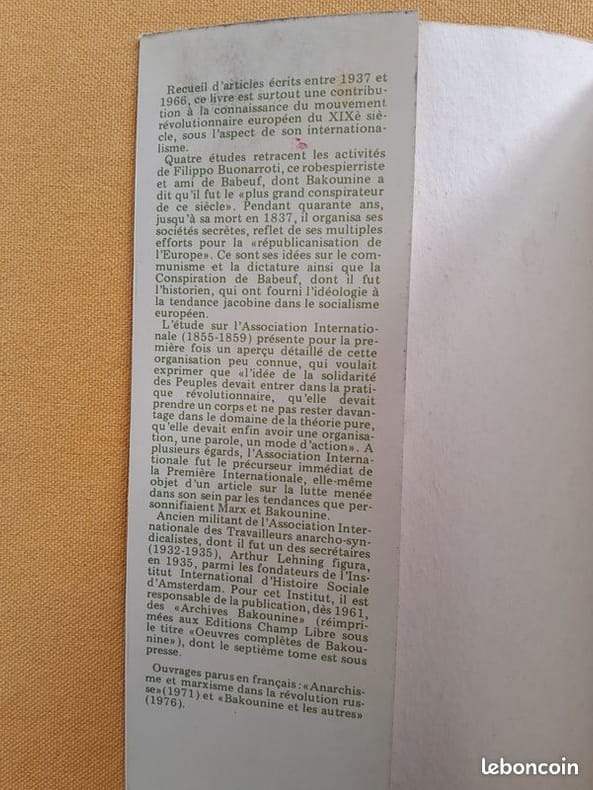 Recueil d'articles écrits entre 1937 et
1966, ce livre est surtout une contribu-
tion à la connaissance du mouvement
révolutionnaire européen du XIXè siè-
cle, sous l'aspect de son internationa-
lisme.
Quatre études retracent les activités
de Filippo Buonarroti, ce robespierriste
et ami de Babeuf, dont Bakounine a
dit qu'il fut le «plus grand conspirateur
de ce siècle». Pendant quarante ans,
jusqu'à sa mort en 1837, il organisa ses
sociétés secrètes, reflet de ses multiples
efforts pour la «républicanisation de
l'Europe». Ce sont ses idées sur le com-
munisme et la dictature ainsi que la
Conspiration de Babeuf, dont il fut
l'historien, qui ont fourni l'idéologie à
la tendance jacobine dans le socialisme
européen.
L'étude sur l'Association Internatio-
nale (1855-1859) présente pour la pre-
mière fois un aperçu détaillé de cette
organisation peu connue, qui voulait
exprimer que «l'idée de la solidarité
des Peuples devait entrer dans la prati-
que révolutionnaire, qu'elle devait
prendre un corps et ne pas rester davan-
tage dans le domaine de la théorie pure,
qu'elle devait enfin avoir une organisa-
tion, une parole, un mode d'action». A
plusieurs égards, l'Association Interna-
tionale fut le précurseur immédiat de
la Première Internationale, elle-même
objet d'un article sur la lutte menée
dans son sein par les tendances que per-
sonnifiaient Marx et Bakounine.
Ancien militant de l'Association Inter-
nationale des Travailleurs anarcho-syn-
dicalistes, dont il fut un des secrétaires
(1932-1935), Arthur Lehning figura,
en 1935, parmi les fondateurs de l'Ins-
titut International d'Histoire Sociale
d'Amsterdam. Pour cet Institut, il est
responsable de la publication, dès 1961,
des «Archives Bakounine» (réimpri-
mées aux Editions Champ Libre sous
le titre «Oeuvres complètes de Bakou-
nine»), dont le septième tome est sous
presse.
Ouvrages parus en français : «Anarchis-
me et marxisme dans la révolution rus-
se»(1971) et «Bakounine et les autres»
(1976).
leboncoin